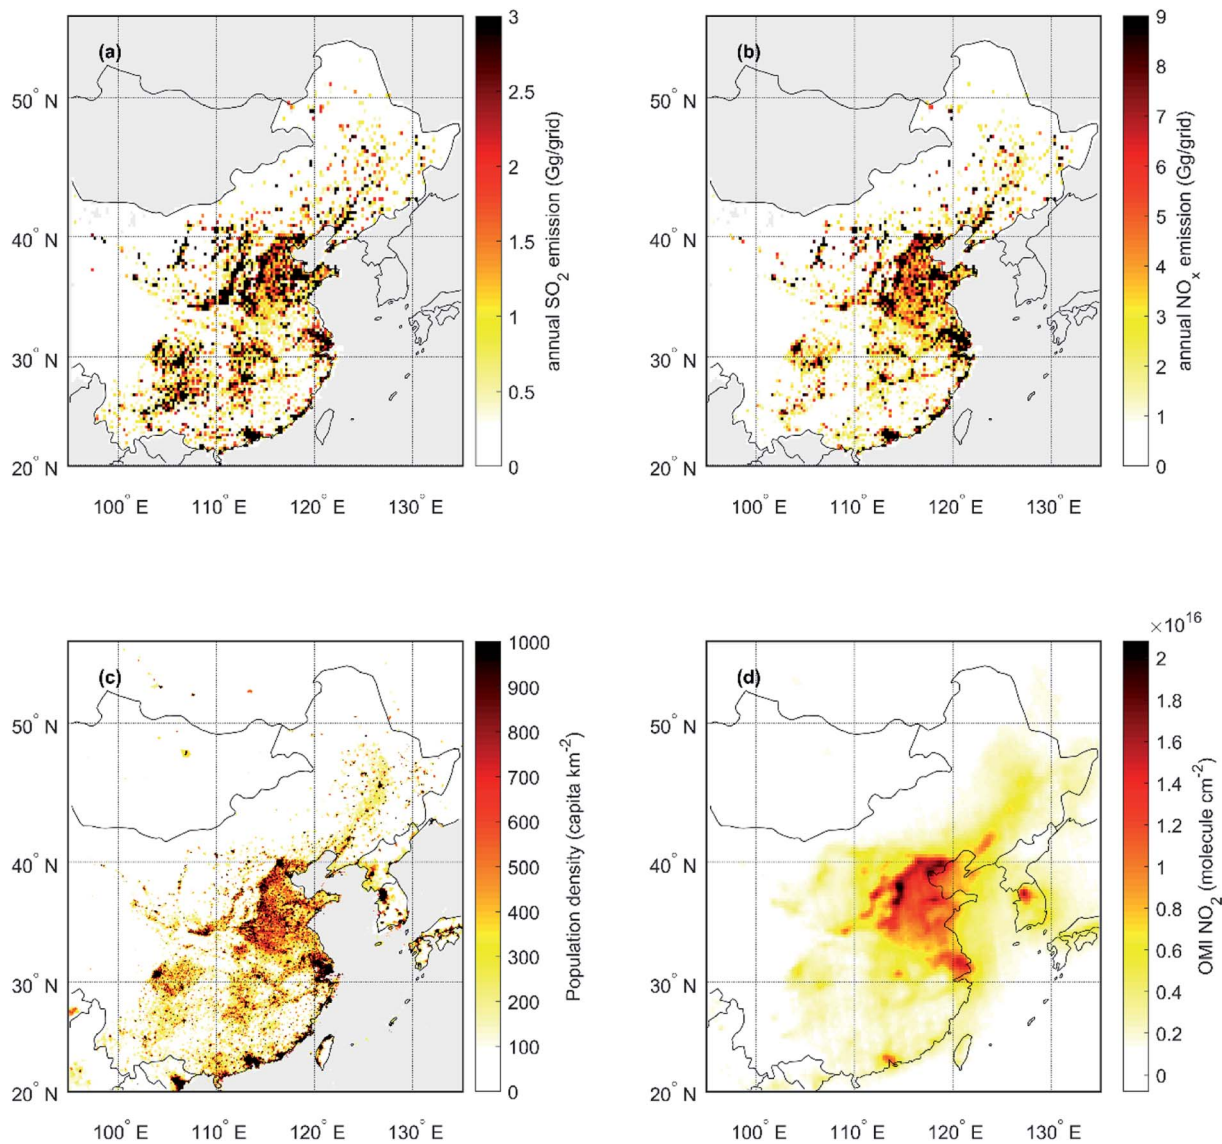 (a)
3
2.5
2
1.5
1
0.5
0
annual SO₂ emission (Gg/grid)
50° N
40° N
30° N
20° N
100° E 110° E 120° E 130° E
(b)
9
8
7
6
5
4
3
2
1
0
annual NOₓ emission (Gg/grid)
50° N
40° N
30° N
20° N
100° E 110° E 120° E 130° E
(c)
1000
900
800
700
600
500
400
300
200
100
0
Population density (capita km⁻²)
50° N
40° N
30° N
20° N
100° E 110° E 120° E 130° E
(d)
×10¹⁶
2
1.8
1.6
1.4
1.2
1
0.8
0.6
0.4
0.2
0
OMI NO₂ (molecule cm⁻²)
50° N
40° N
30° N
20° N
100° E 110° E 120° E 130° E